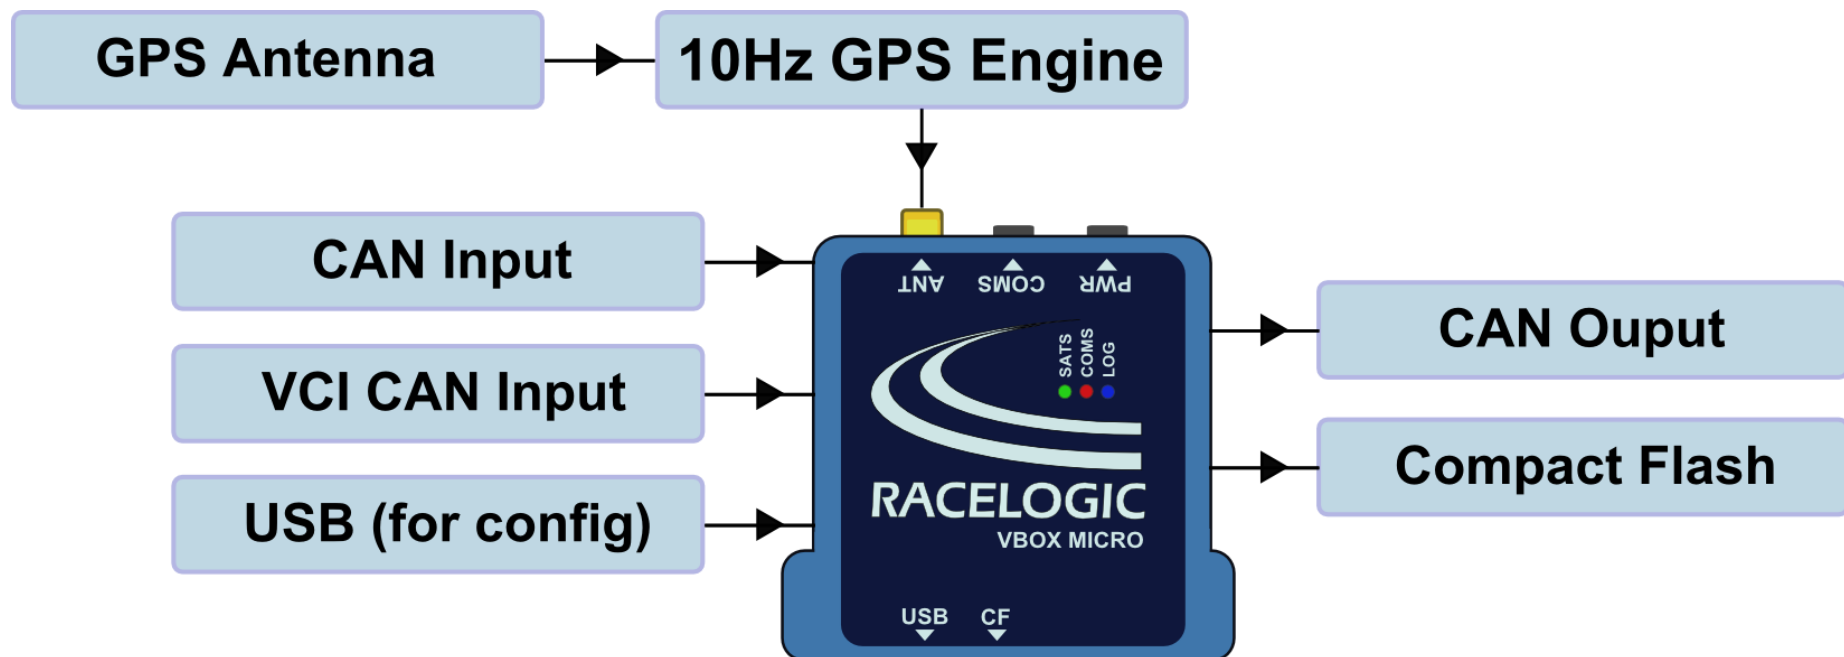 GPS Antenna
10Hz GPS Engine
CAN Input
VCI CAN Input
USB (for config)
ANT
COMS
PWR
SATS
COMS
LOG
RACELOGIC
VBOX MICRO
USB
CF
CAN Ouput
Compact Flash